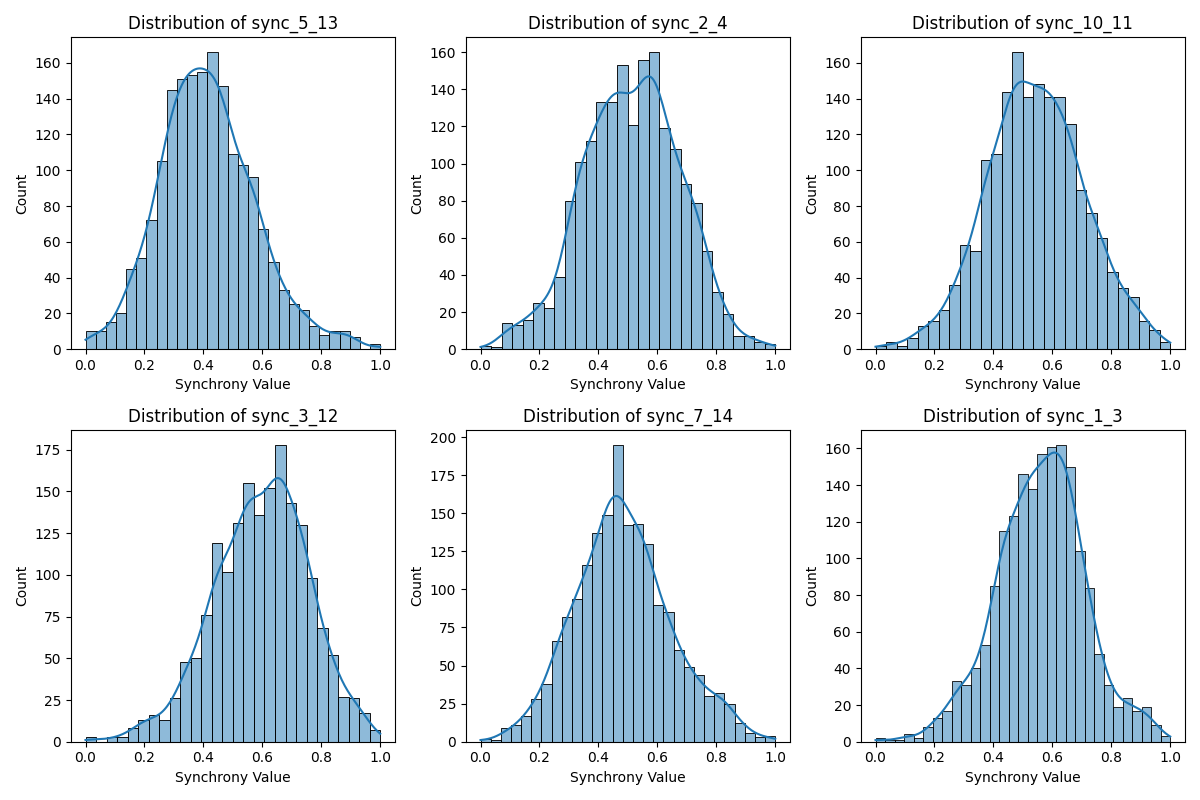 Distribution of sync_5_13
Count
160
140
120
100
80
60
40
20
0
0.0 0.2 0.4 0.6 0.8 1.0
Synchrony Value
Distribution of sync_2_4
Count
160
140
120
100
80
60
40
20
0
0.0 0.2 0.4 0.6 0.8 1.0
Synchrony Value
Distribution of sync_10_11
Count
160
140
120
100
80
60
40
20
0
0.0 0.2 0.4 0.6 0.8 1.0
Synchrony Value
Distribution of sync_3_12
Count
175
150
125
100
75
50
25
0
0.0 0.2 0.4 0.6 0.8 1.0
Synchrony Value
Distribution of sync_7_14
Count
200
175
150
125
100
75
50
25
0
0.0 0.2 0.4 0.6 0.8 1.0
Synchrony Value
Distribution of sync_1_3
Count
160
140
120
100
80
60
40
20
0
0.0 0.2 0.4 0.6 0.8 1.0
Synchrony Value